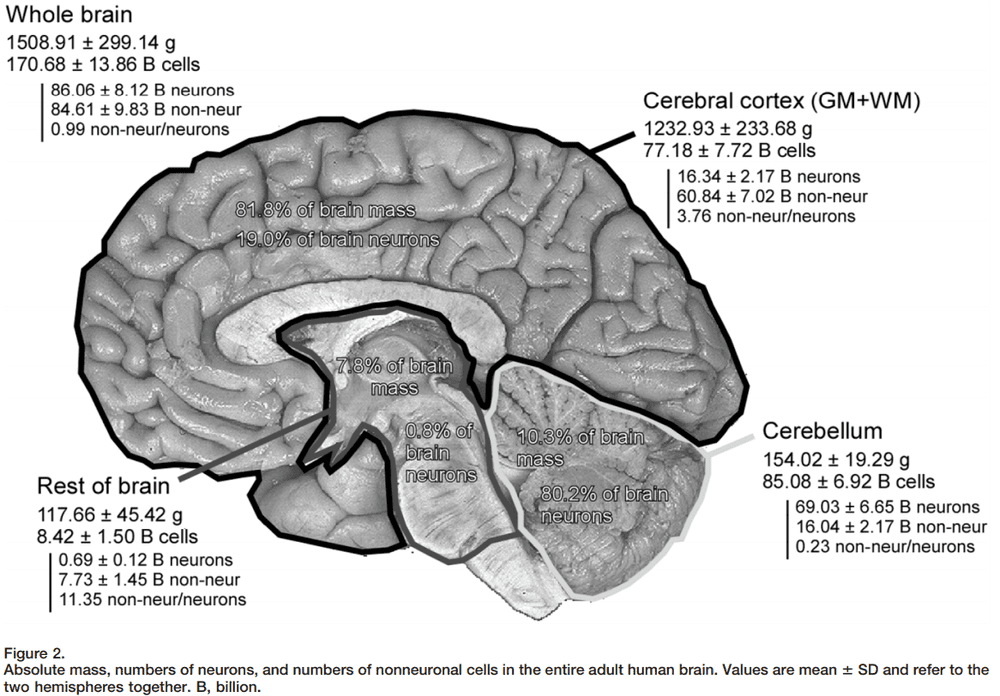 Whole brain
1508.91 ± 299.14 g
170.68 ± 13.86 B cells
86.06 ± 8.12 B neurons
84.61 ± 9.83 B non-neur
0.99 non-neur/neurons
Cerebral cortex (GM+WM)
1232.93 ± 233.68 g
77.18 ± 7.72 B cells
16.34 ± 2.17 B neurons
60.84 ± 7.02 B non-neur
3.76 non-neur/neurons
81.8% of brain mass
19.0% of brain neurons
7.8% of brain
mass
0.8% of
brain
neurons
10.3% of brain
mass
80.2% of brain
neurons
Cerebellum
154.02 ± 19.29 g
85.08 ± 6.92 B cells
69.03 ± 6.65 B neurons
16.04 ± 2.17 B non-neur
0.23 non-neur/neurons
Rest of brain
117.66 ± 45.42 g
8.42 ± 1.50 B cells
0.69 ± 0.12 B neurons
7.73 ± 1.45 B non-neur
11.35 non-neur/neurons
Figure 2.
Absolute mass, numbers of neurons, and numbers of nonneuronal cells in the entire adult human brain. Values are mean ± SD and refer to the
two hemispheres together. B, billion.